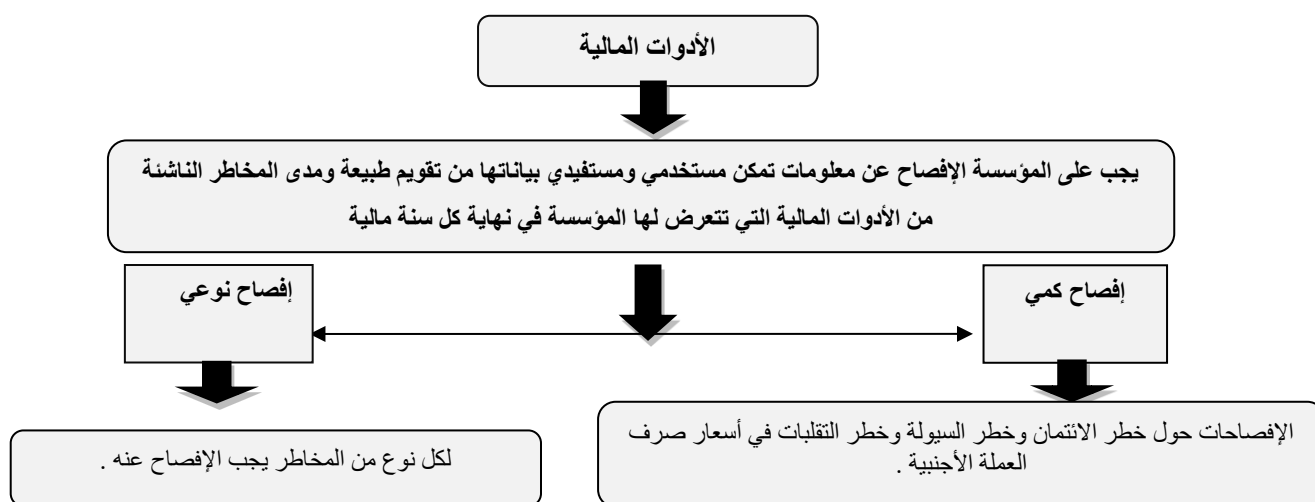 الأدوات المالية
يجب على المؤسسة الإفصاح عن معلومات تمكن مستخدمي ومستفيدي بياناتها من تقويم طبيعة ومدى المخاطر الناشئة
من الأدوات المالية التي تتعرض لها المؤسسة في نهاية كل سنة مالية
إفصاح كمي
إفصاح نوعي
الإفصاحات حول خطر الائتمان وخطر السيولة وخطر التقلبات في أسعار صرف
العملة الأجنبية .
لكل نوع من المخاطر يجب الإفصاح عنه .